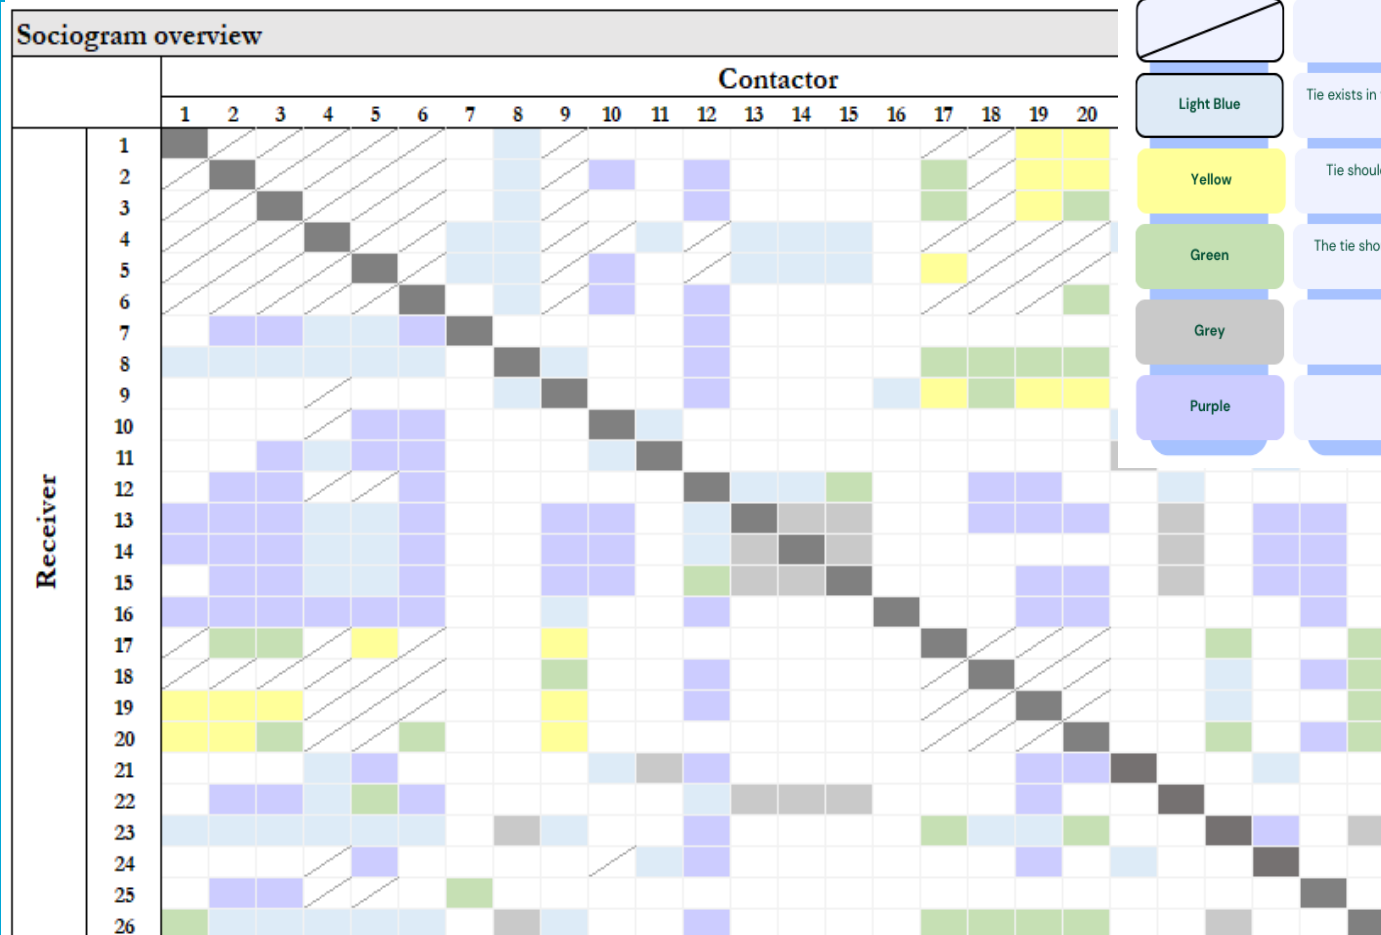 Sociogram overview
Contactor
1 2 3 4 5 6 7 8 9 10 11 12 13 14 15 17 18 19 20
Receiver
1
2
3
4
5
6
7
8
9
10
11
12
13
14
15
16
17
18
19
20
21
22
23
24
25
26
Light Blue
Tie exists in
Yellow
Tie shoul
Green
The tie sho
Grey
Purple